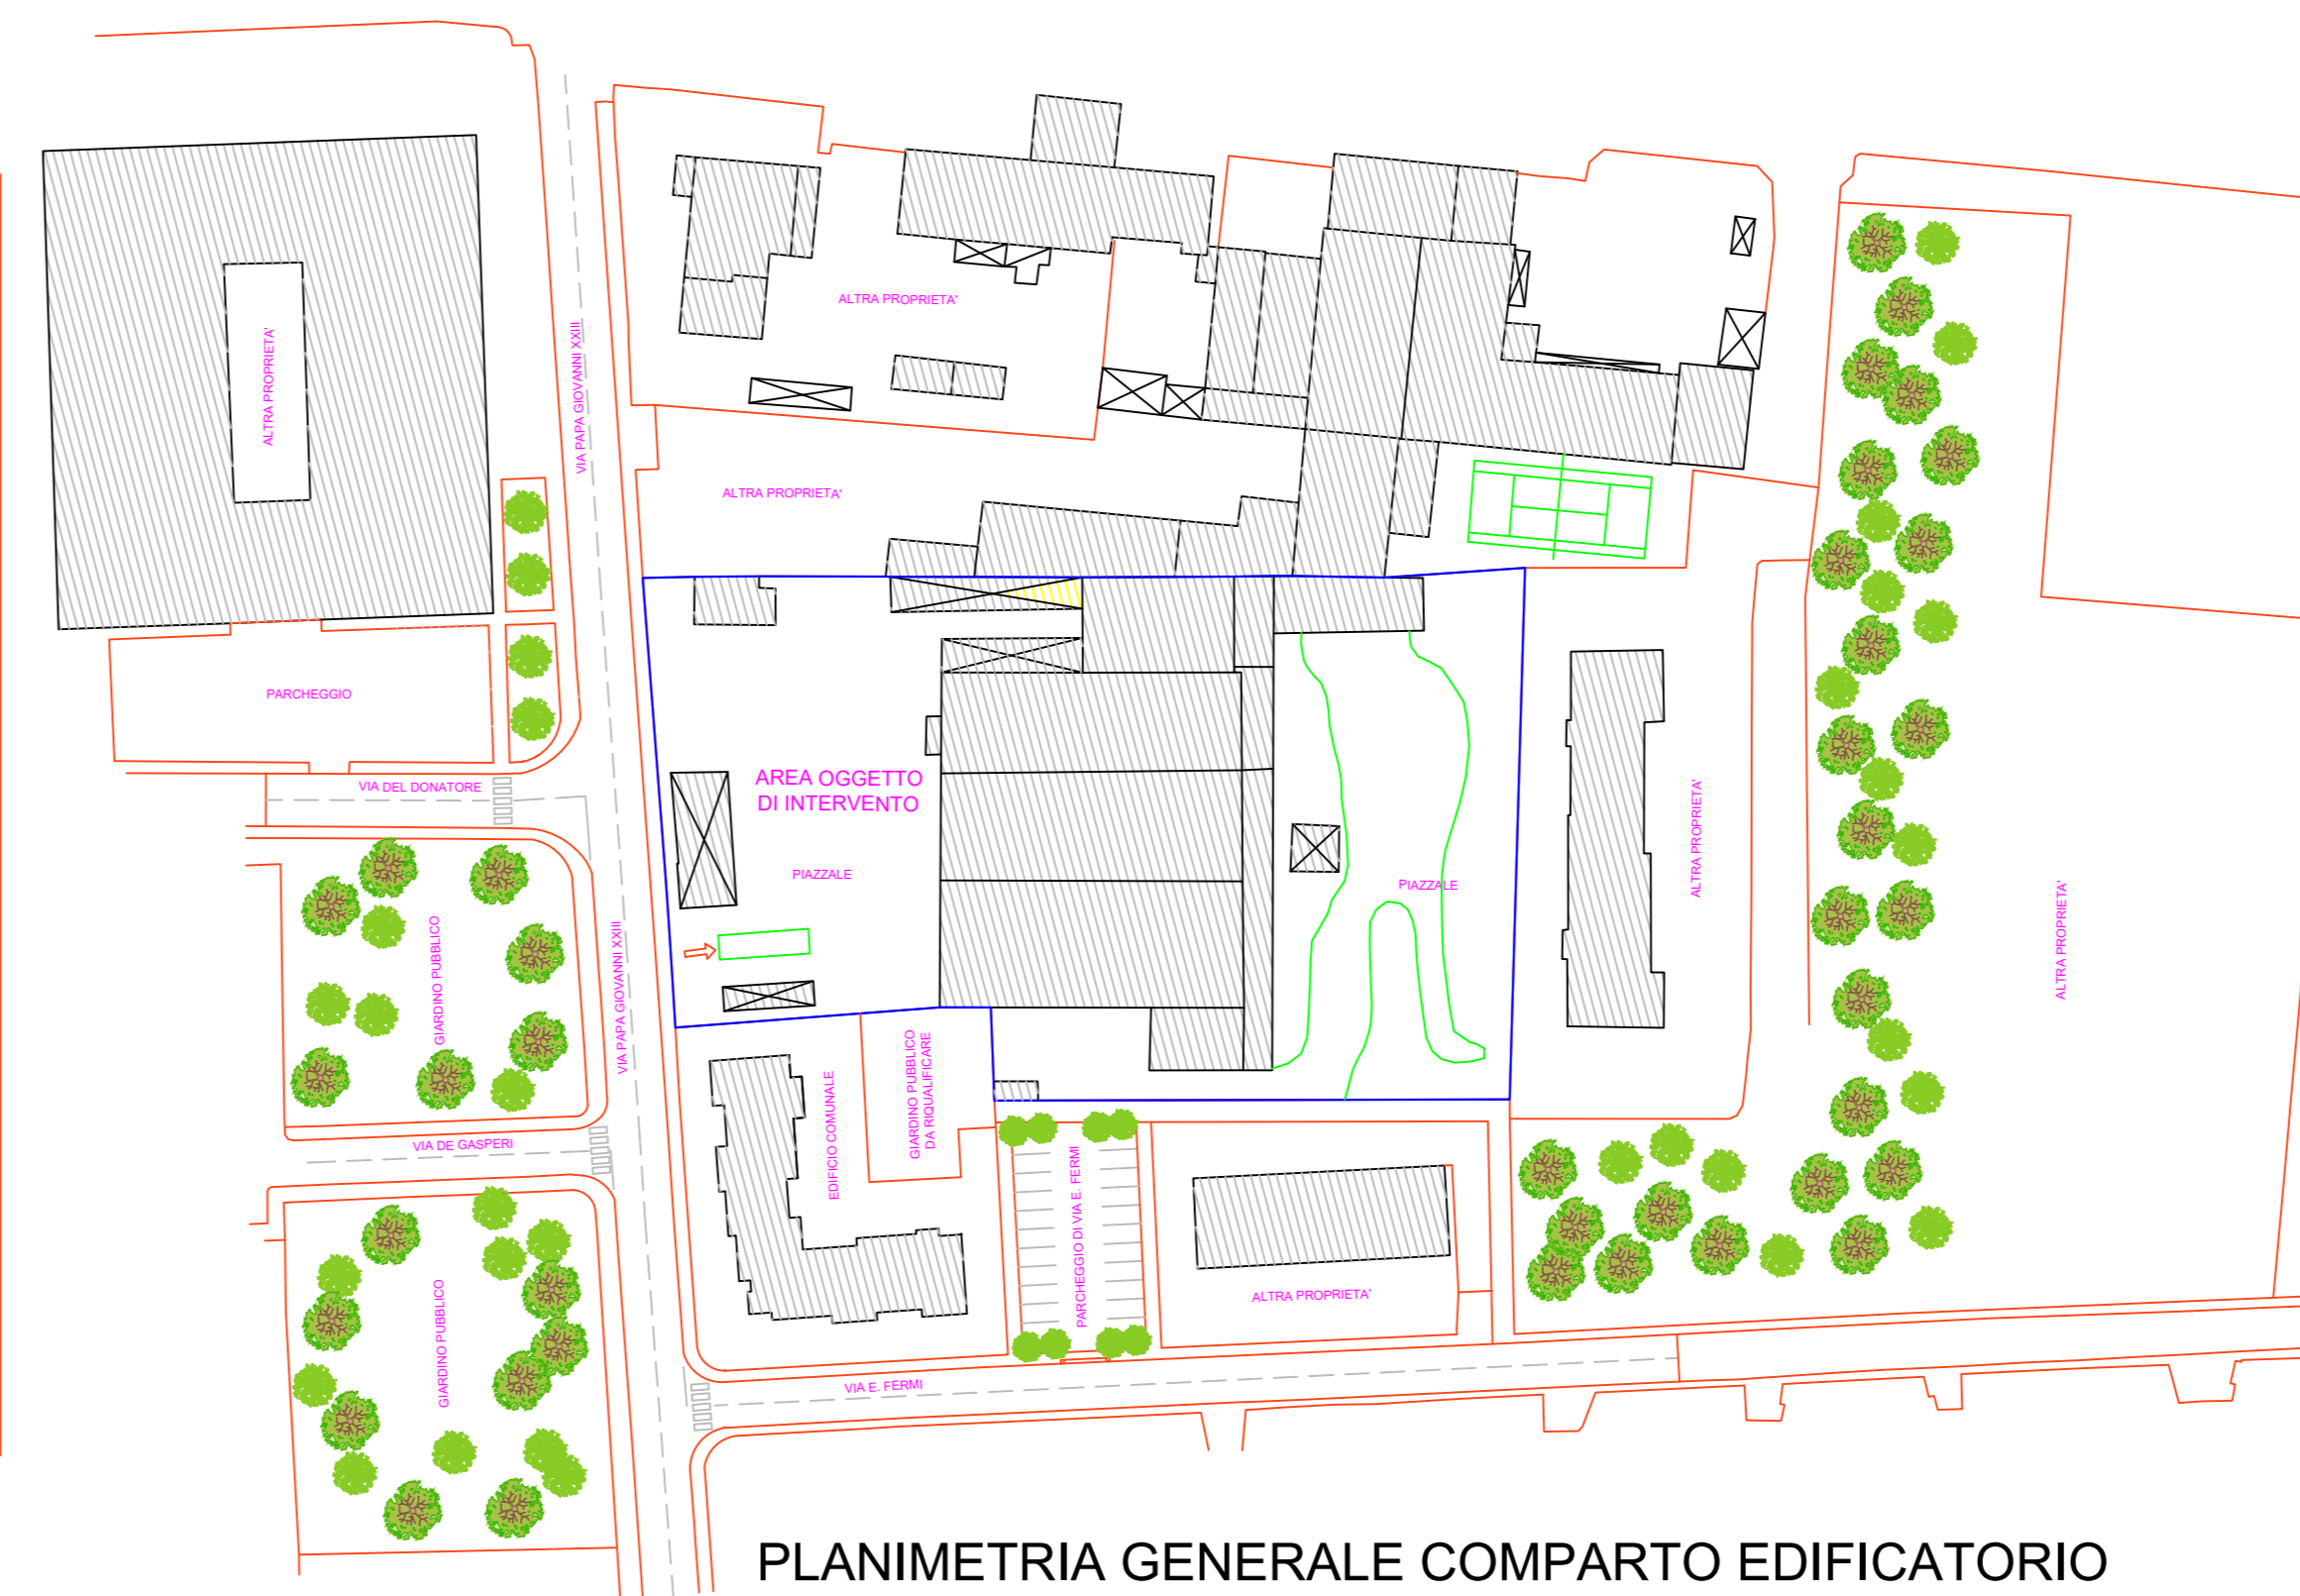 ALTRA PROPRIETA'
VIA PAPA GIOVANNI XXIII
ALTRA PROPRIETA'
ALTRA PROPRIETA'
PARCHEGGIO
VIA DEL DONATORE
AREA OGGETTO
DI INTERVENTO
PIAZZALE
PIAZZALE
ALTRA PROPRIETA'
ALTRA PROPRIETA'
GIARDINO PUBBLICO
VIA PAPA GIOVANNI XXIII
GIARDINO PUBBLICO
DA RIQUALIFICARE
EDIFICIO COMUNALE
VIA DE GASPERI
PARCHEGGIO DI VIA E. FERMI
ALTRA PROPRIETA'
GIARDINO PUBBLICO
VIA E. FERMI
PLANIMETRIA GENERALE COMPARTO EDIFICATORIO